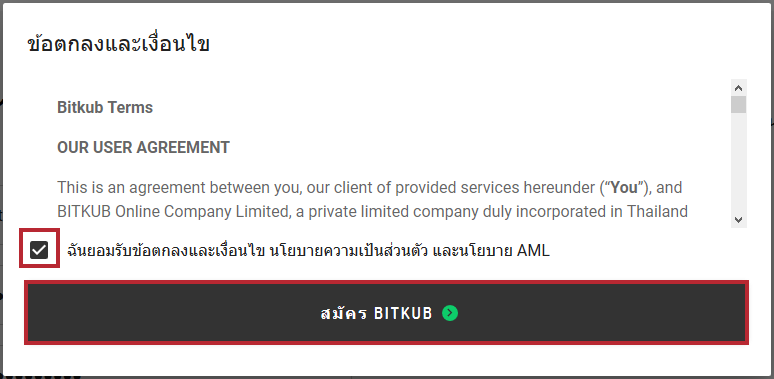 ข้อตกลงและเงื่อนไข
Bitkub Terms
OUR USER AGREEMENT
This is an agreement between you, our client of provided services hereunder (“You”), and
BITKUB Online Company Limited, a private limited company duly incorporated in Thailand
ฉันยอมรับข้อตกลงและเงื่อนไข นโยบายความเป้นส่วนตัว และนโยบาย AML
สมัคร BITKUB